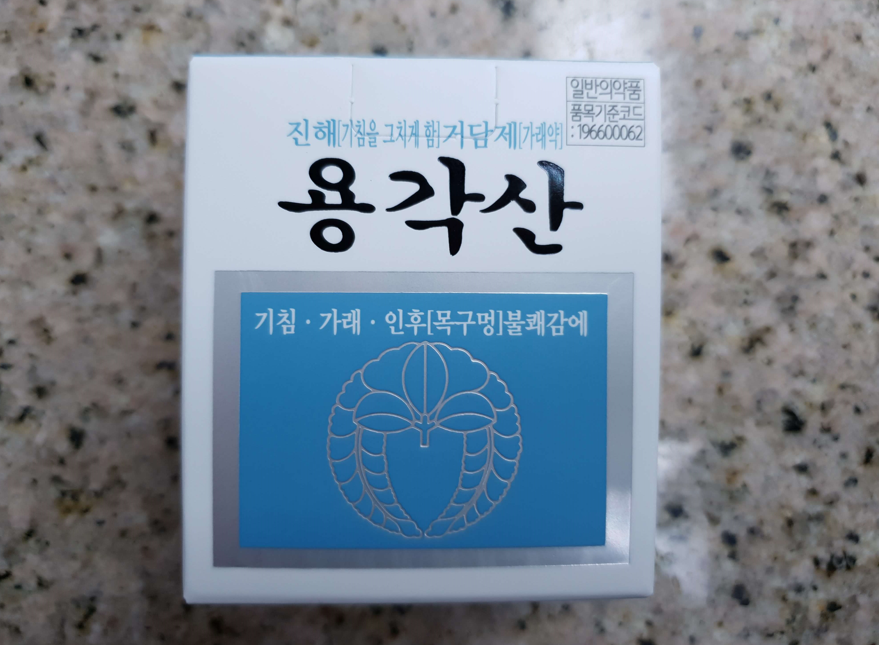 일반의약품
품목기준코드
: 196600062
진해[기침을 그치게 함]거담제[가래약]
용각산
기침 · 가래 · 인후[목구멍]불쾌감에